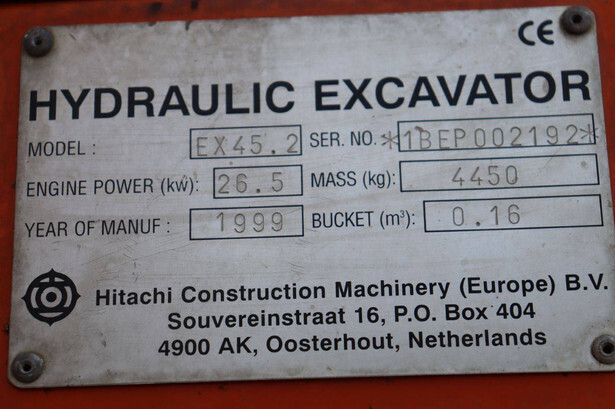 CE
HYDRAULIC EXCAVATOR
MODEL : EX45.2 SER. NO. *1BEP002192*
ENGINE POWER (kw): 26.5 MASS (kg): 4450
YEAR OF MANUF : 1999 BUCKET (m³): 0.16
Hitachi Construction Machinery (Europe) B.V.
Souvereinstraat 16, P.O. Box 404
4900 AK, Oosterhout, Netherlands